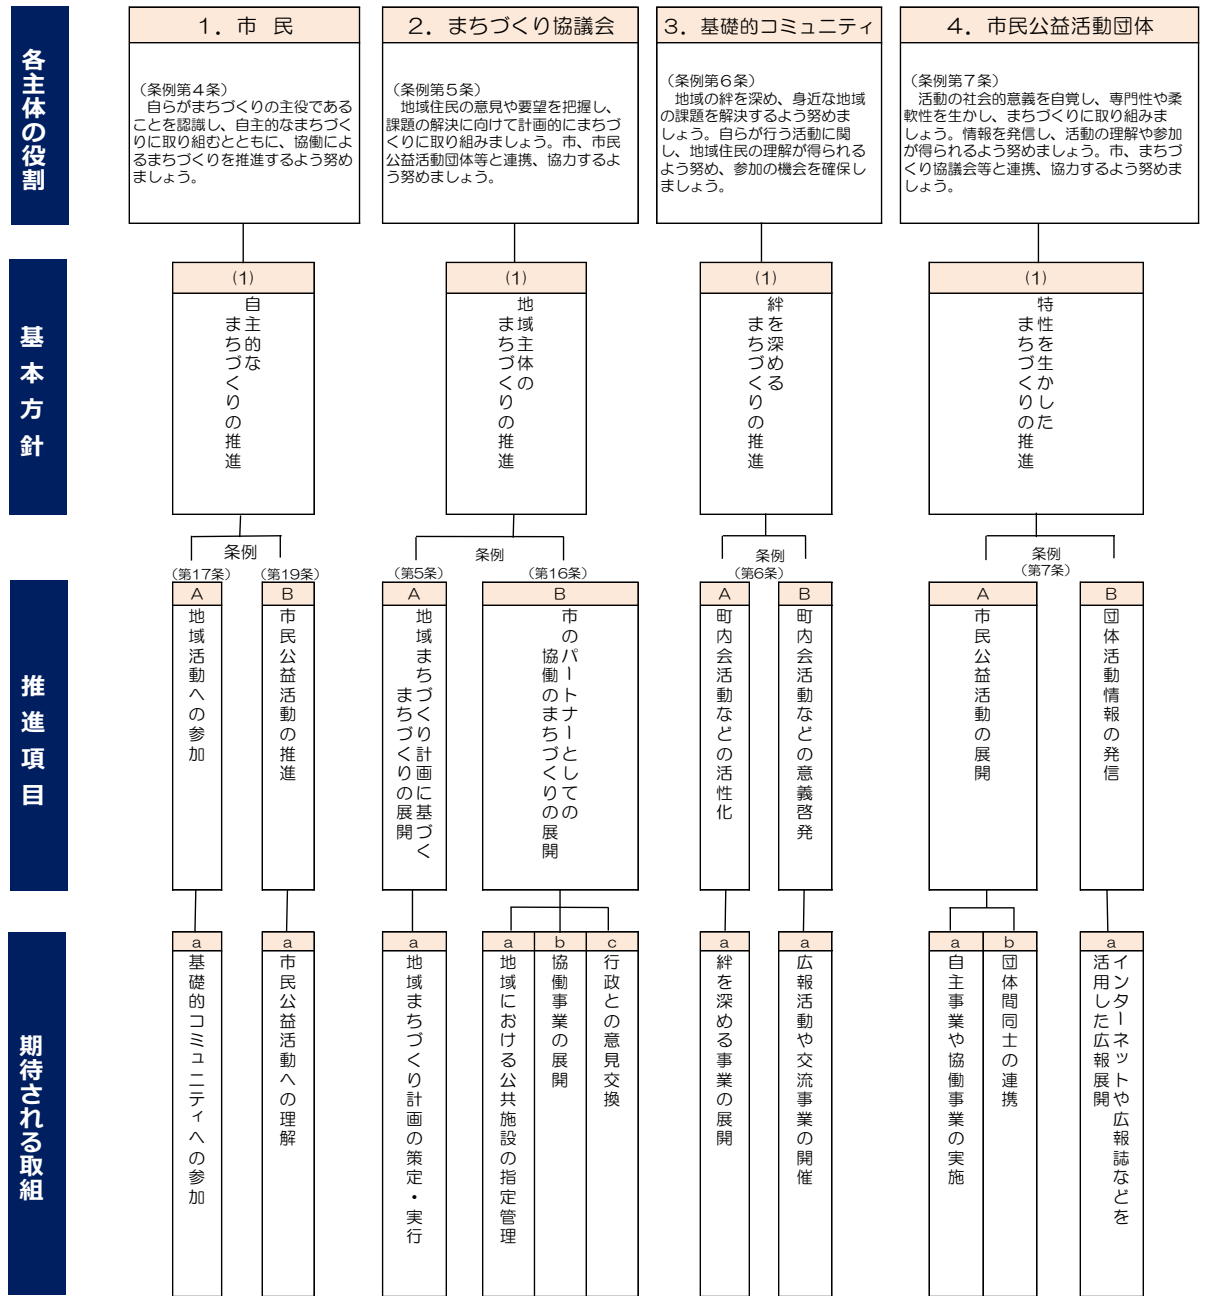 各主体の役割
1．市 民
（条例第4条）
自らがまちづくりの主役である
ことを認識し、自主的なまちづく
りに取り組むとともに、協働によ
るまちづくりを推進するよう努め
ましょう。
2．まちづくり協議会
（条例第5条）
地域住民の意見や要望を把握し、
課題の解決に向けて計画的にまちづ
くりに取り組みましょう。市、市民
公益活動団体等と連携、協力するよ
う努めましょう。
3．基礎的コミュニティ
（条例第6条）
地域の絆を深め、身近な地域
の課題を解決するよう努めま
しょう。自らが行う活動に関
し、地域住民の理解が得られる
よう努め、参加の機会を確保し
ましょう。
4．市民公益活動団体
（条例第7条）
活動の社会的意義を自覚し、専門性や柔
軟性を生かし、まちづくりに取り組みま
しょう。情報を発信し、活動の理解や参加
が得られるよう努めましょう。市、まちづ
くり協議会等と連携、協力するよう努めま
しょう。
基本方針
(1)
自主的な
まちづくりの推進
(1)
地域主体の
まちづくりの推進
(1)
絆を深める
まちづくりの推進
(1)
特性を生かした
まちづくりの推進
推進項目
条例
（第17条）
（第19条）
A
地域活動への参加
B
市民公益活動の推進
条例
（第5条）
（第16条）
A
地域まちづくり計画に基づく
まちづくりの展開
B
市のパートナーとしての
協働のまちづくりの展開
条例
（第6条）
A
町内会活動などの活性化
B
町内会活動などの意義啓発
条例
（第7条）
A
市民公益活動の展開
B
団体活動情報の発信
期待される取組
a
基礎的コミュニティへの参加
a
市民公益活動への理解
a
地域まちづくり計画の策定・実行
a
地域における公共施設の指定管理
b
協働事業の展開
c
行政との意見交換
a
絆を深める事業の展開
a
広報活動や交流事業の開催
a
自主事業や協働事業の実施
b
団体間同士の連携
a
インターネットや広報誌などを
活用した広報展開